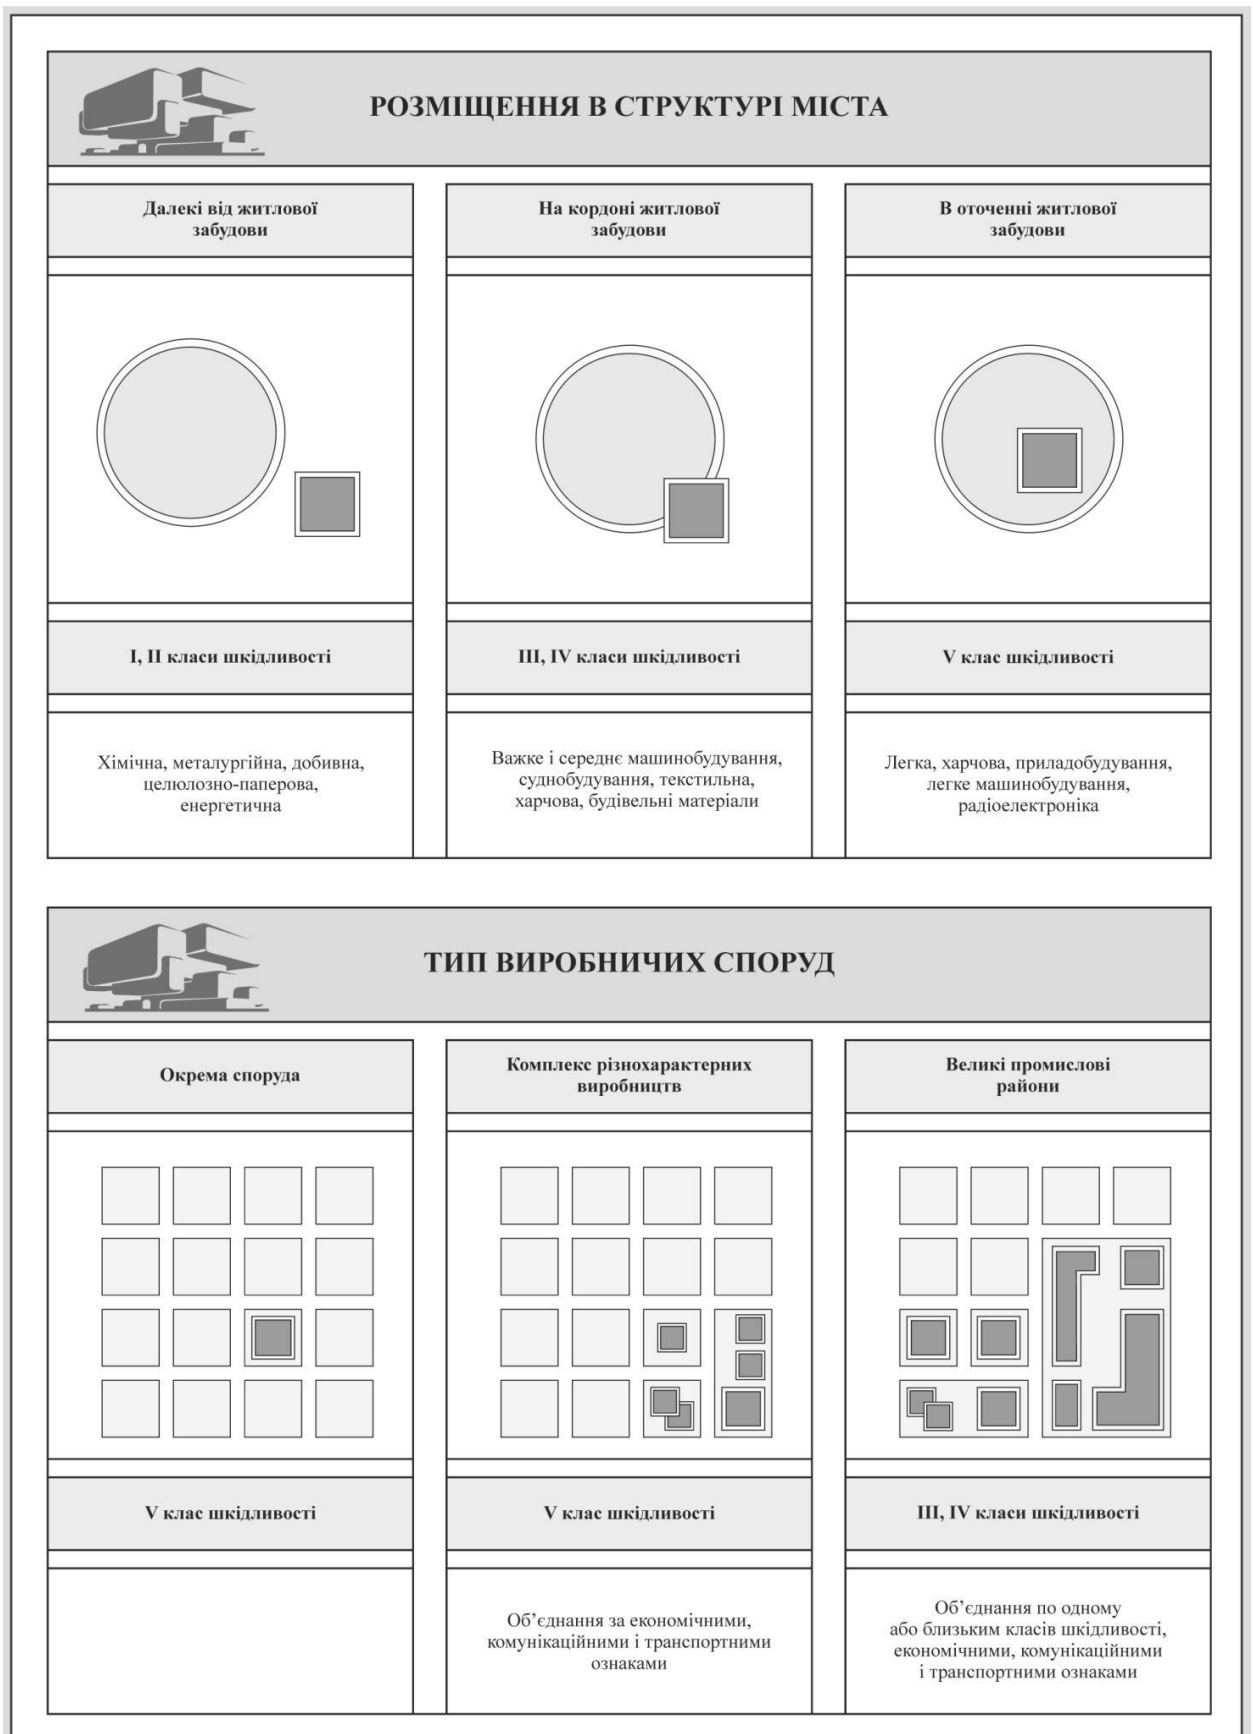 РОЗМІЩЕННЯ В СТРУКТУРІ МІСТА
Далекі від житлової
забудови
На кордоні житлової
забудови
В оточенні житлової
забудови
I, II класи шкідливості
III, IV класи шкідливості
V клас шкідливості
Хімічна, металургійна, добивна,
целюлозно-паперова,
енергетична
Важке і середнє машинобудування,
суднобудування, текстильна,
харчова, будівельні матеріали
Легка, харчова, приладобудування,
легке машинобудування,
радіоелектроніка
ТИП ВИРОБНИЧИХ СПОРУД
Окрема споруда
Комплекс різнохарактерних
виробництв
Великі промислові
райони
V клас шкідливості
V клас шкідливості
III, IV класи шкідливості
Об’єднання за економічними,
комунікаційними і транспортними
ознаками
Об’єднання по одному
або близьким класів шкідливості,
економічними, комунікаційними
і транспортними ознаками